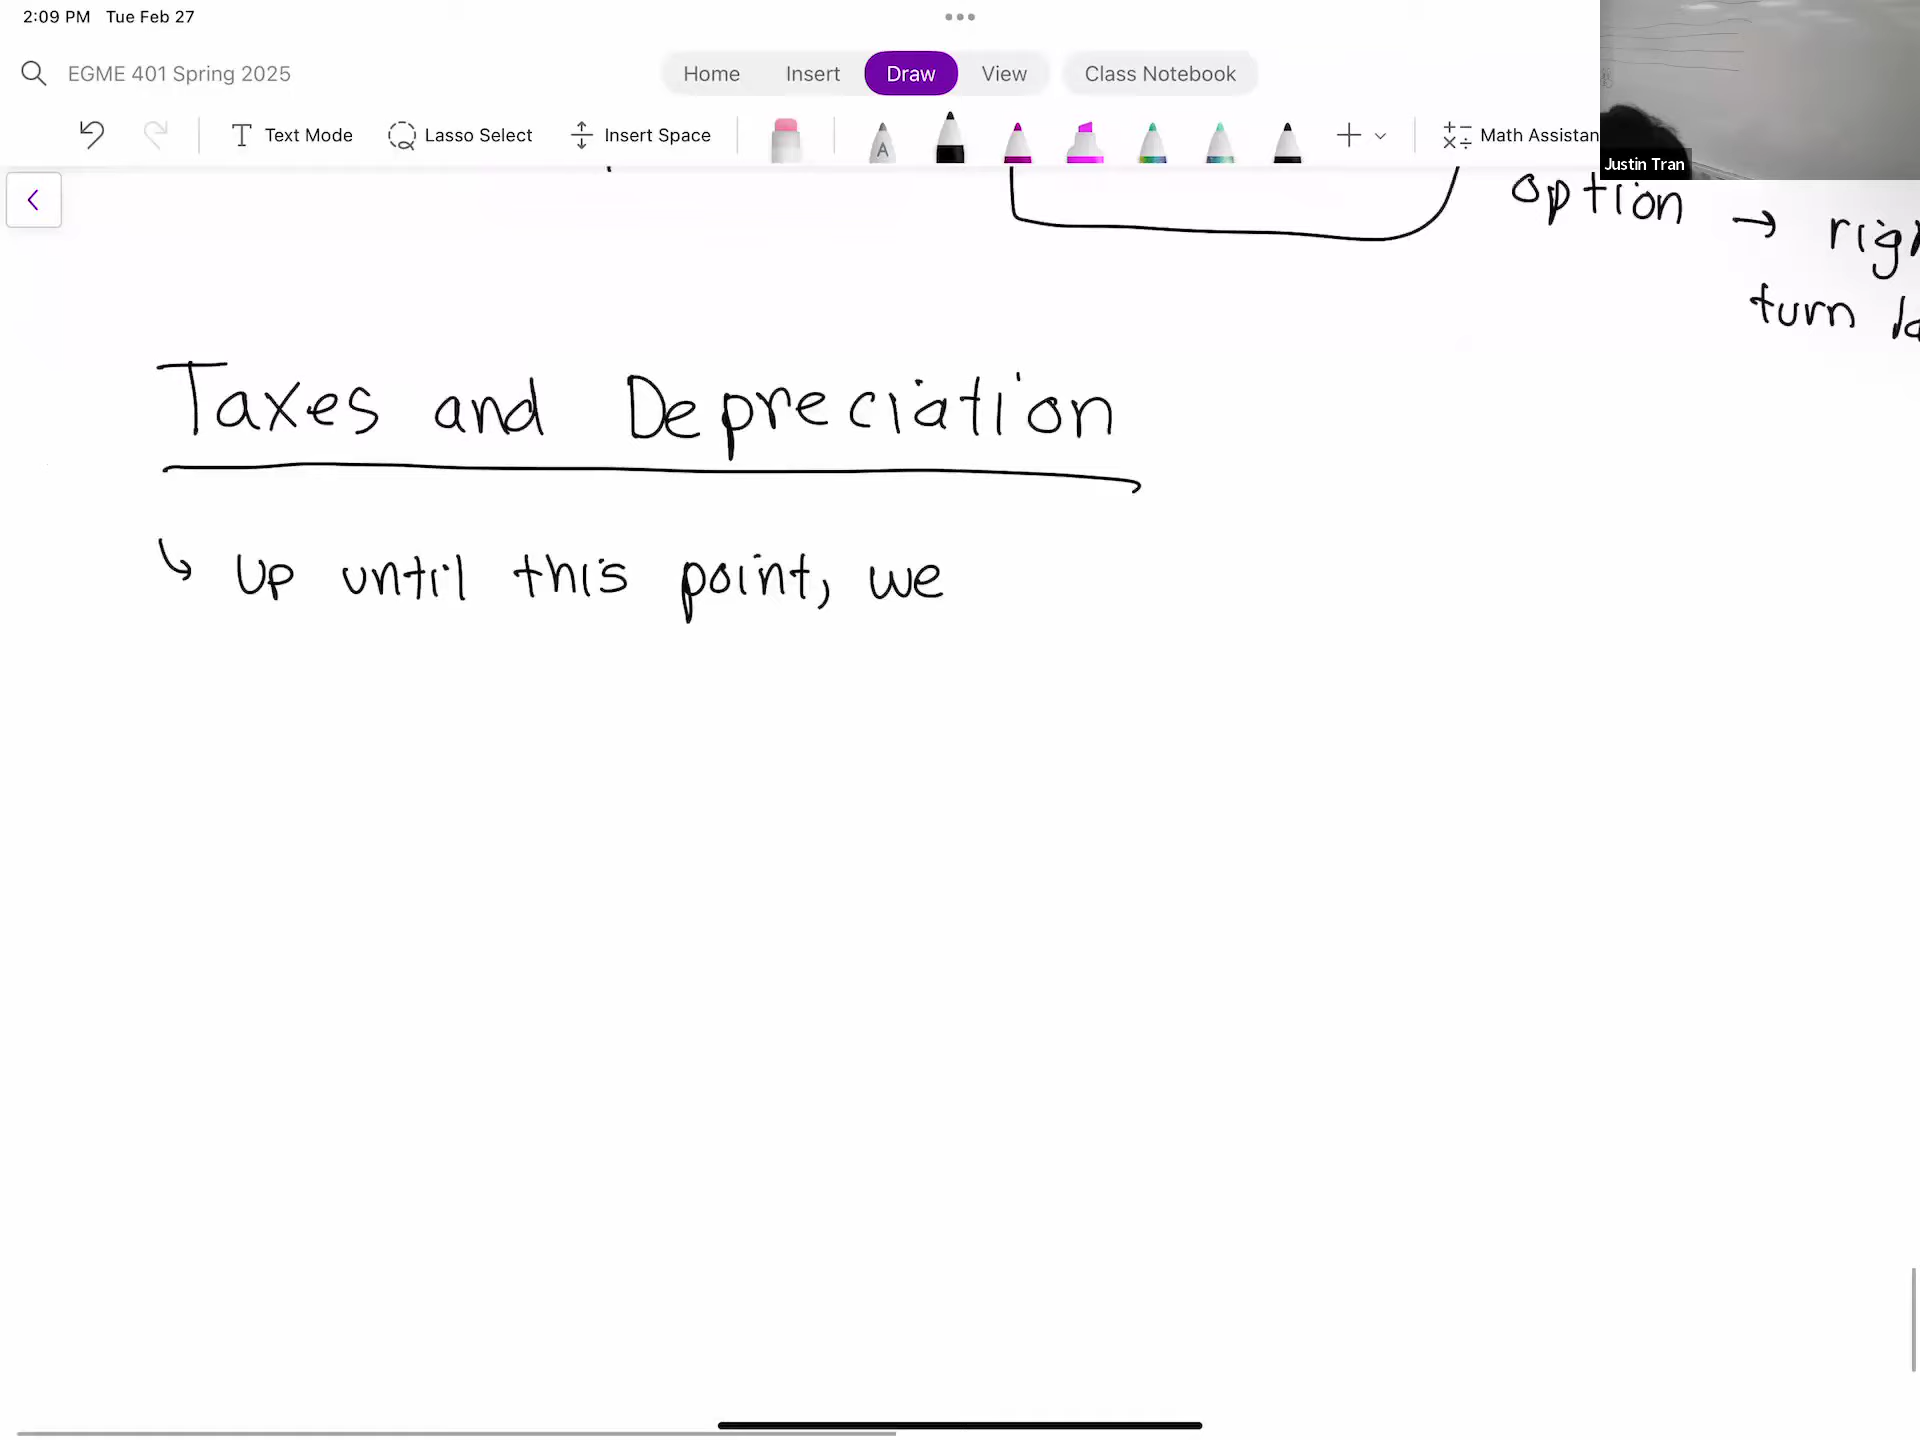 2:09 PM Tue Feb 27
EGME 401 Spring 2025
Home Insert Draw View Class Notebook
Text Mode Lasso Select Insert Space A Math Assistan
Justin Tran
option → righ
turn
Taxes and Depreciation
↳ Up until this point, we